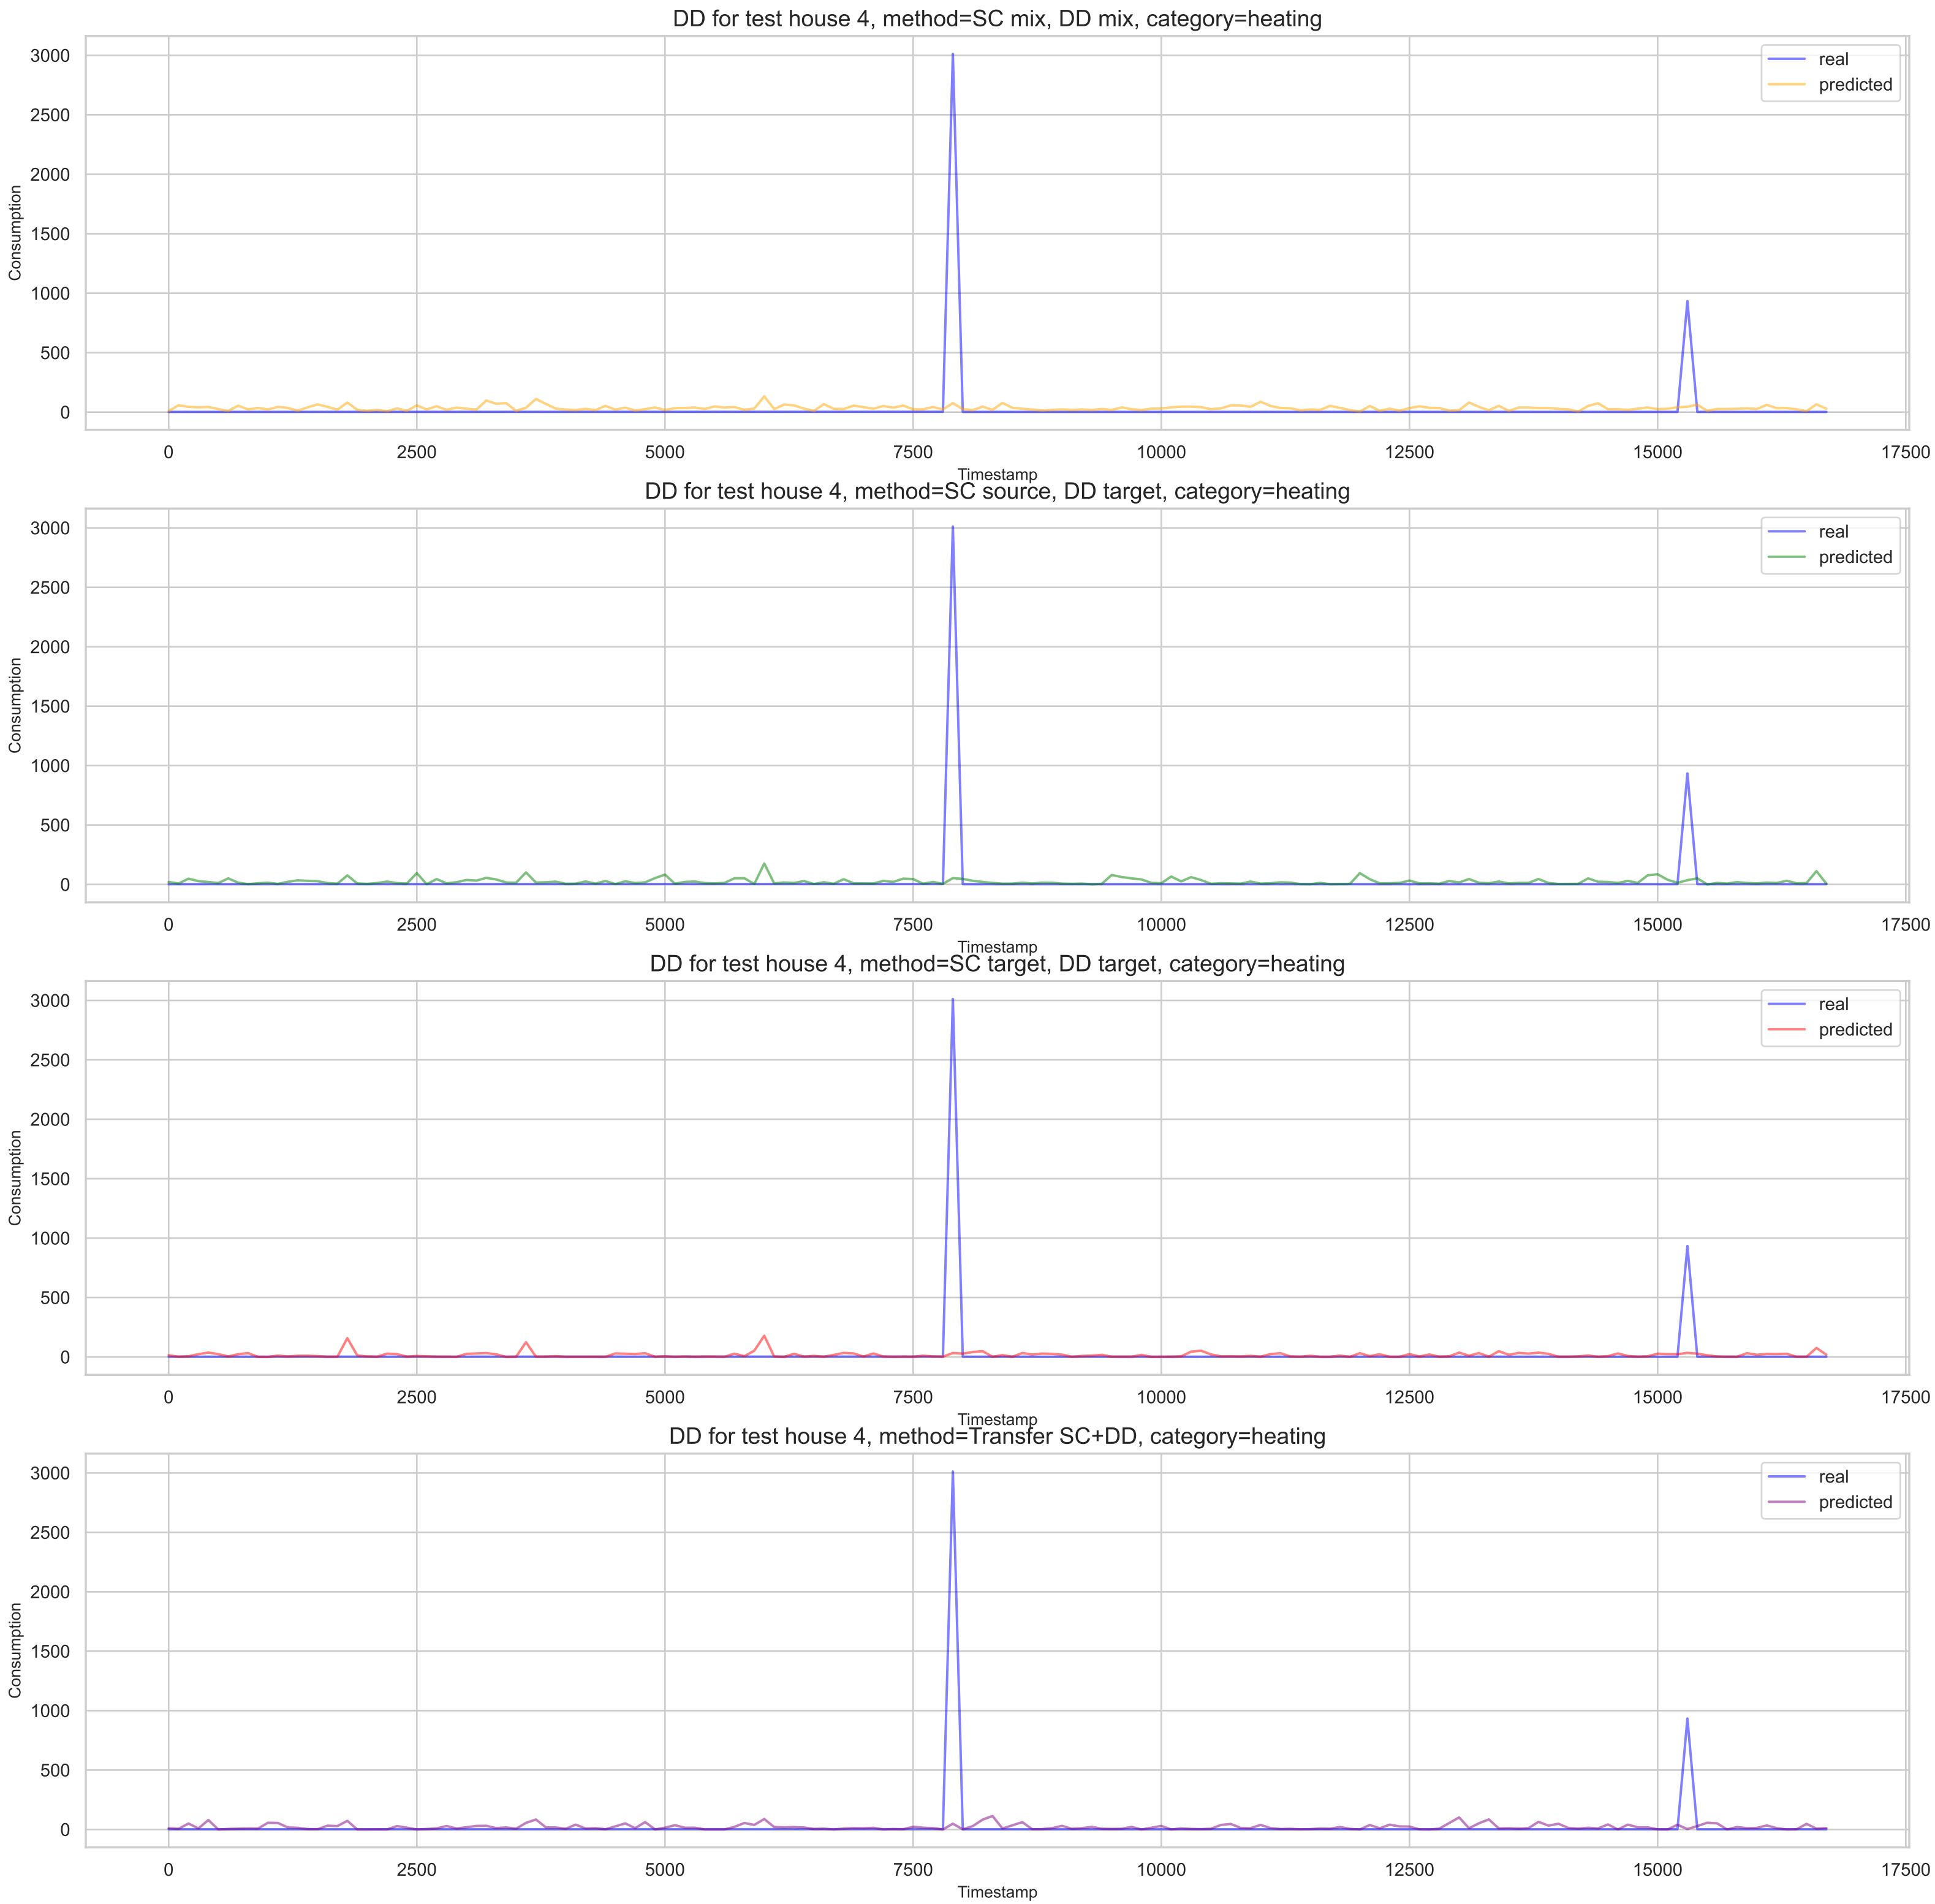 DD for test house 4, method=SC mix, DD mix, category=heating
3000
2500
2000
1500
1000
500
0
Consumption
real
predicted
0 2500 5000 7500 10000 12500 15000 17500
Timestamp
DD for test house 4, method=SC source, DD target, category=heating
3000
2500
2000
1500
1000
500
0
Consumption
real
predicted
0 2500 5000 7500 10000 12500 15000 17500
Timestamp
DD for test house 4, method=SC target, DD target, category=heating
3000
2500
2000
1500
1000
500
0
Consumption
real
predicted
0 2500 5000 7500 10000 12500 15000 17500
Timestamp
DD for test house 4, method=Transfer SC+DD, category=heating
3000
2500
2000
1500
1000
500
0
Consumption
real
predicted
0 2500 5000 7500 10000 12500 15000 17500
Timestamp